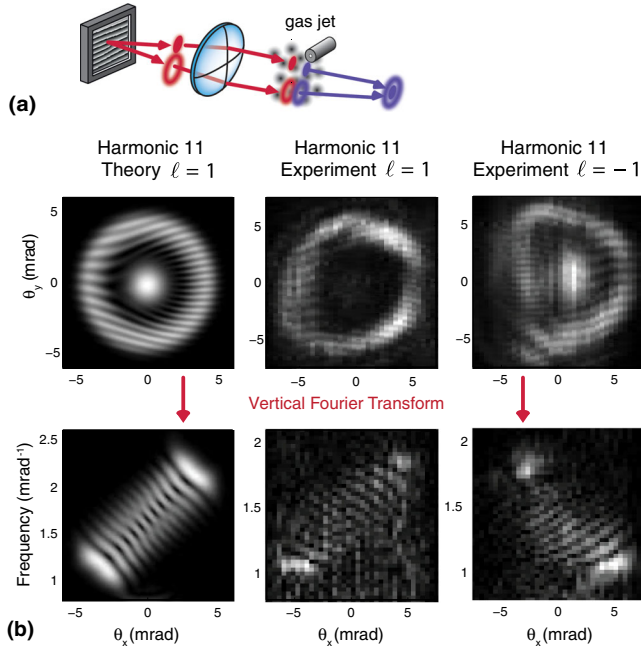 gas jet
(a)
Harmonic 11
Theory ℓ = 1
Harmonic 11
Experiment ℓ = 1
Harmonic 11
Experiment ℓ = − 1
θy (mrad)
5
0
−5
−5 0 5
5
0
−5
−5 0 5
5
0
−5
−5 0 5
Vertical Fourier Transform
Frequency (mrad-1)
2.5
2
1.5
1
−5 0 5
2
1.5
1
−5 0 5
2
1.5
1
−5 0 5
(b)
θx (mrad)
θx (mrad)
θx (mrad)